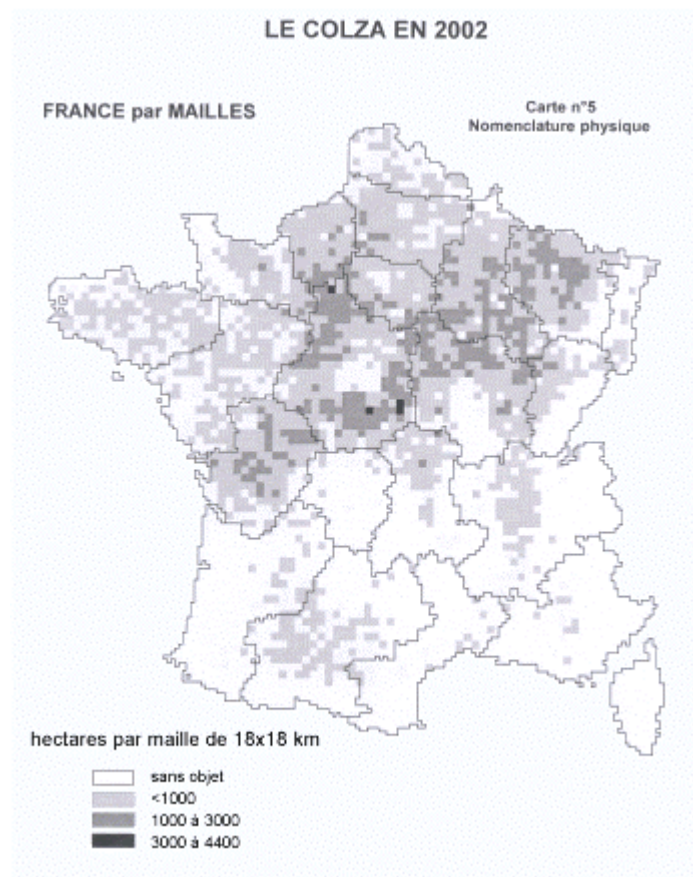 LE COLZA EN 2002
FRANCE par MAILLES
Carte n°5
Nomenclature physique
hectares par maille de 18x18 km
sans objet
<1000
1000 à 3000
3000 à 4400